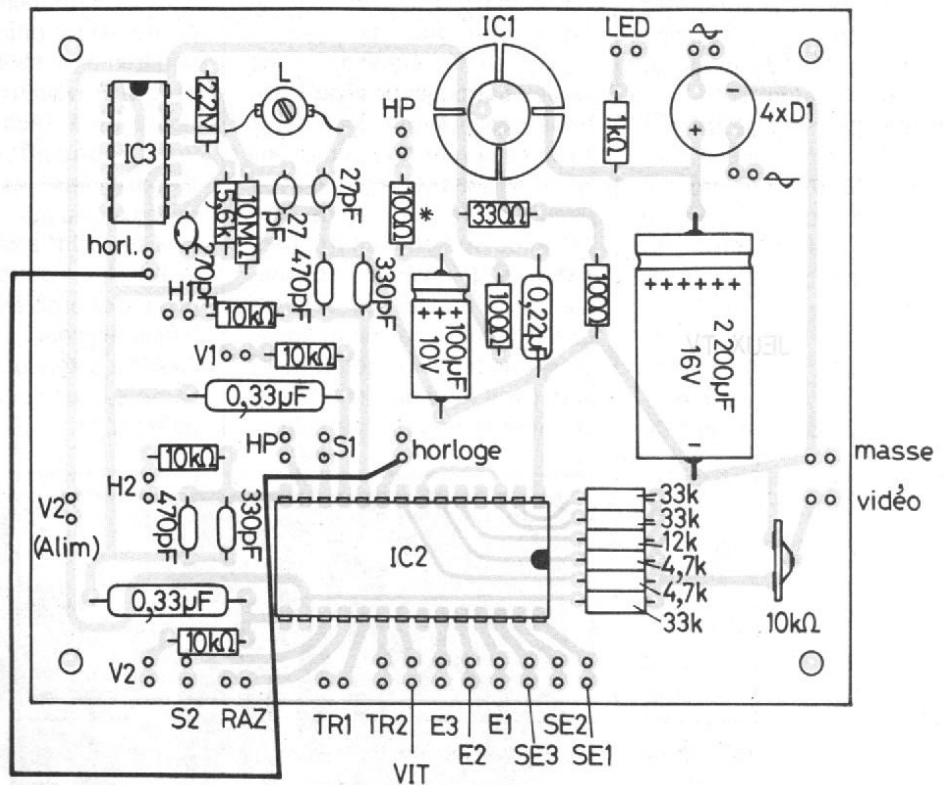 IC1
LED
L
2,2M
HP
1kΩ
4xD1
-
+
IC3
27pF
27
pF
10MΩ
5,6k
100Ω
*
330Ω
horl.
270pF
470pF
330pF
H1
10kΩ
+ + +
100µF
10V
100Ω
0,22µF
100Ω
+ + + + + +
2 200µF
16V
-
JEUX TV
V1
10kΩ
0,33µF
HP
S1
horloge
masse
vidéo
10kΩ
H2
V2
(Alim)
470pF
330pF
IC2
33k
33k
12k
4,7k
4,7k
33k
10kΩ
0,33µF
10kΩ
V2
S2
RAZ
TR1
TR2
E3
E1
SE2
VIT
E2
SE3
SE1